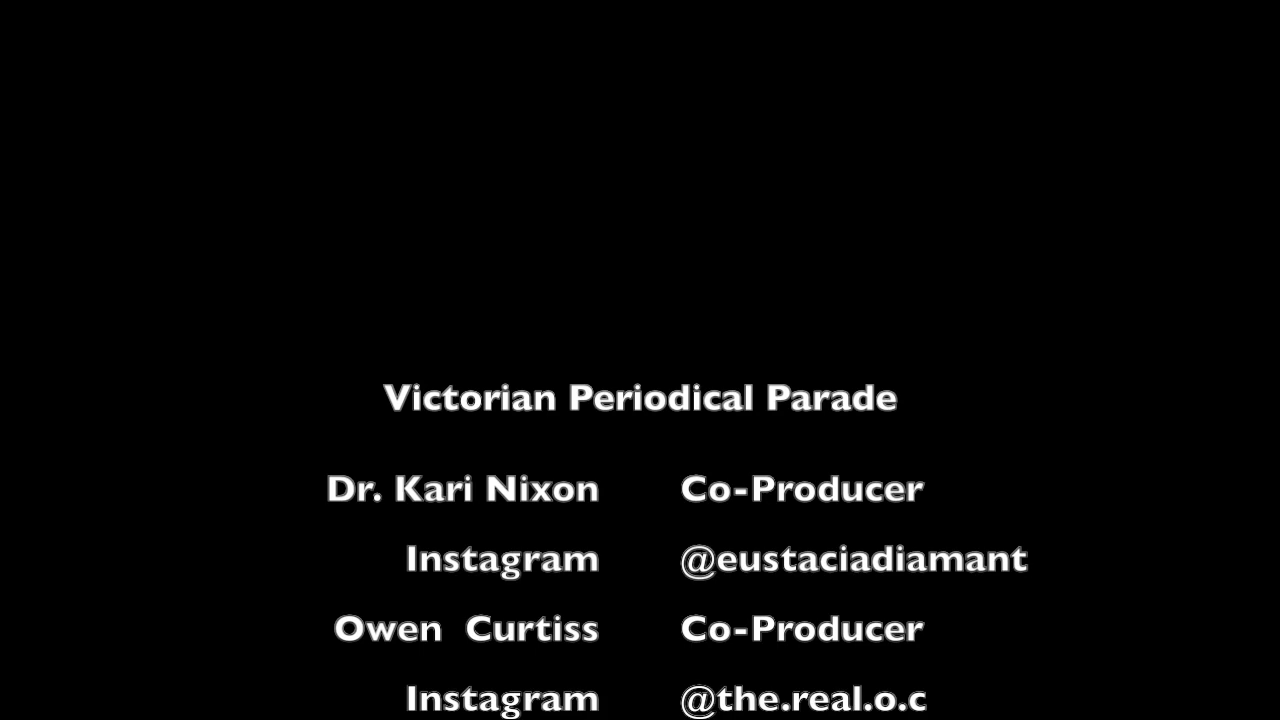 Victorian Periodical Parade
Dr. Kari Nixon Co-Producer
Instagram @eustaciadiamant
Owen Curtiss Co-Producer
Instagram @the.real.o.c